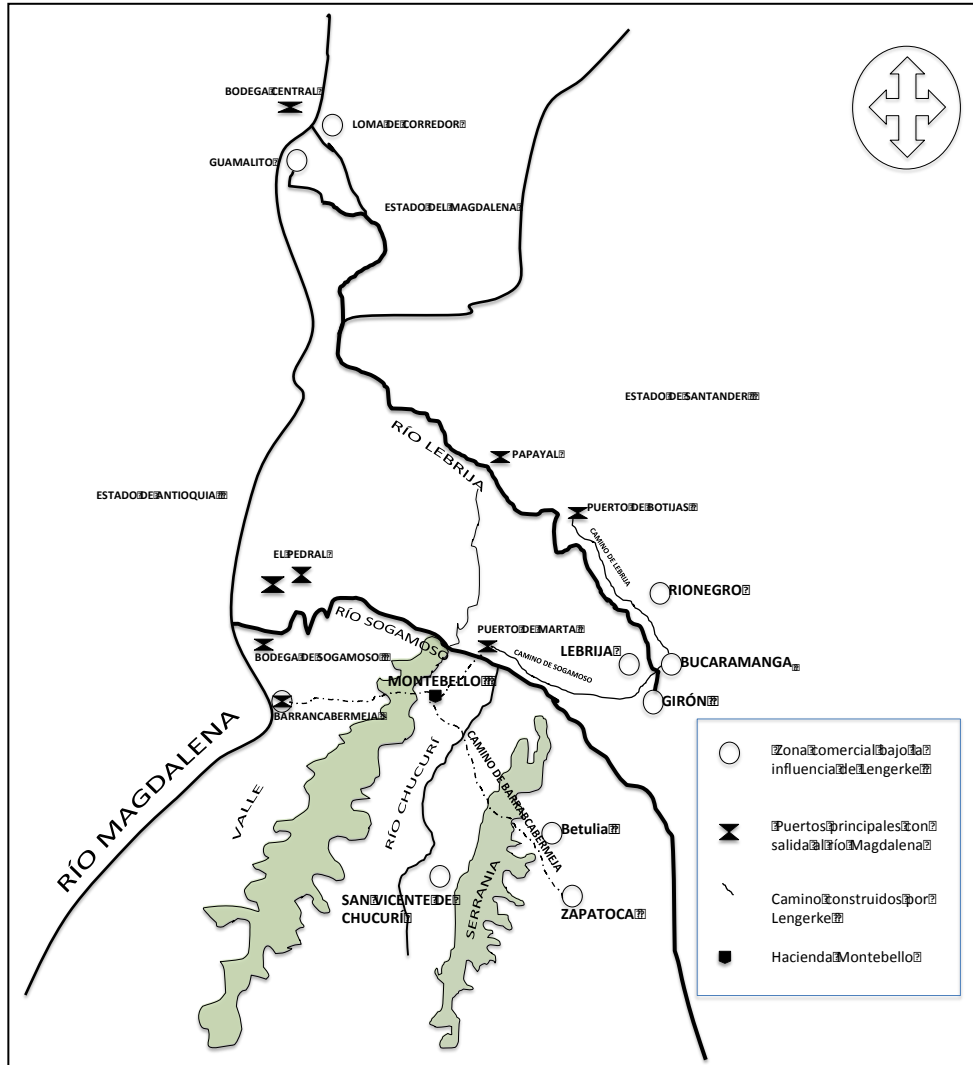 BODEGA CENTRAL
LOMA DE CORREDOR
GUAMALITO
ESTADO DEL MAGDALENA
ESTADO DE SANTANDER
RÍO LEBRIJA
PAPAYAL
ESTADO DE ANTIOQUIA
PUERTO DE BOTIJAS
CAMINO DE LEBRIJA
EL PEDRAL
RIONEGRO
RÍO SOGAMOSO
PUERTO DE MARTA
LEBRIJA
BODEGA DE SOGAMOSO
CAMINO DE SOGAMOSO
BUCARAMANGA
MONTEBELLO
GIRÓN
BARRANCABERMEJA
RÍO MAGDALENA
VALLE
RÍO CHUCURÍ
CAMINO DE BARRABCABERMEJA
Betulia
SAN VICENTE DE
CHUCURÍ
SERRANIA
ZAPATOCA
Zona comercial bajo la
influencia de Lengerke
Puertos principales con
salida al río Magdalena
Camino construidos por
Lengerke
Hacienda Montebello